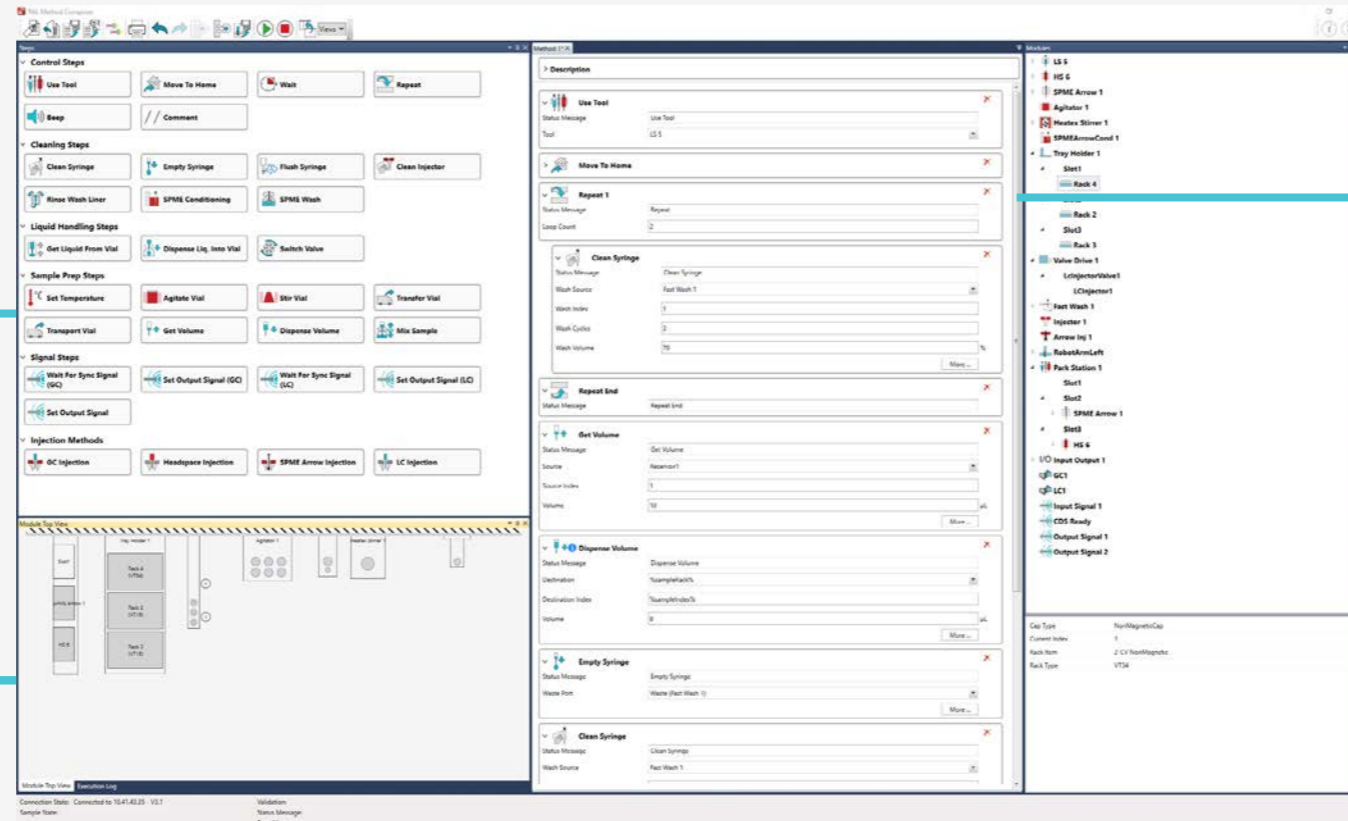 PAL Method Composer
Views
Steps
Method 1*
Modules
Control Steps
Use Tool
Move To Home
Wait
Repeat
Beep
// Comment
Cleaning Steps
Clean Syringe
Empty Syringe
Flush Syringe
Clean Injector
Rinse Wash Liner
SPME Conditioning
SPME Wash
Liquid Handling Steps
Get Liquid From Vial
Dispense Liq. Into Vial
Switch Valve
Sample Prep Steps
°C Set Temperature
Agitate Vial
Stir Vial
Transfer Vial
Transport Vial
Get Volume
Dispense Volume
Mix Sample
Signal Steps
Wait For Sync Signal (GC)
Set Output Signal (GC)
Wait For Sync Signal (LC)
Set Output Signal (LC)
Set Output Signal
Injection Methods
GC Injection
Headspace Injection
SPME Arrow Injection
LC Injection
Module Top View
Tray Holder 1
Agitator 1
Slot1
Rack 4
(VT54)
Rack 2
Rack 3
HS 6
Module Top View
Execution Log
Connection State: Connected to 10.41.43.35 - V3.1
Sample State:
Validation:
Status Message:
Description
Use Tool
Status Message Use Tool
Tool LS 5
Move To Home
Repeat 1
Status Message Repeat
Loop Count 2
Clean Syringe
Status Message Clean Syringe
Wash Source Fast Wash 1
Wash Index 1
Wash Cycles 2
Wash Volume 70 %
More ...
Repeat End
Status Message Repeat End
Get Volume
Status Message Get Volume
Source Reservoir1
Source Index 1
Volume 10 µL
More ...
Dispense Volume
Status Message Dispense Volume
Destination %sampleRack%
Destination Index %sampleIndex%
Volume 8 µL
More ...
Empty Syringe
Status Message Empty Syringe
Waste Port Waste (Fast Wash 1)
More ...
Clean Syringe
Status Message Clean Syringe
Wash Source Fast Wash 1
LS 5
HS 6
SPME Arrow 1
Agitator 1
Heatex Stirrer 1
SPMEArrowCond 1
Tray Holder 1
Slot1
Rack 4
Rack 2
Slot3
Rack 3
Valve Drive 1
LcInjectorValve1
LCInjector1
Fast Wash 1
Injector 1
Arrow Inj 1
RobotArmLeft
Park Station 1
Slot1
Slot2
SPME Arrow 1
Slot3
HS 6
I/O Input Output 1
GC1
LC1
Input Signal 1
CDS Ready
Output Signal 1
Output Signal 2
Cap Type NonMagneticCap
Current Index 1
Rack Item 2 CV NonMagnetic
Rack Type VT54